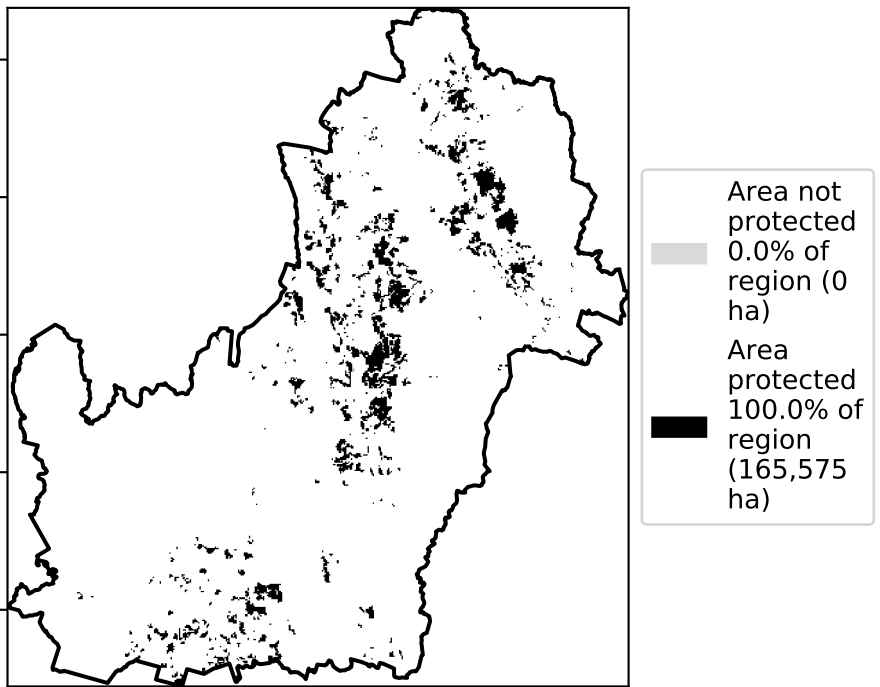 Area not
protected
0.0% of
region (0
ha)
Area
protected
100.0% of
region
(165,575
ha)